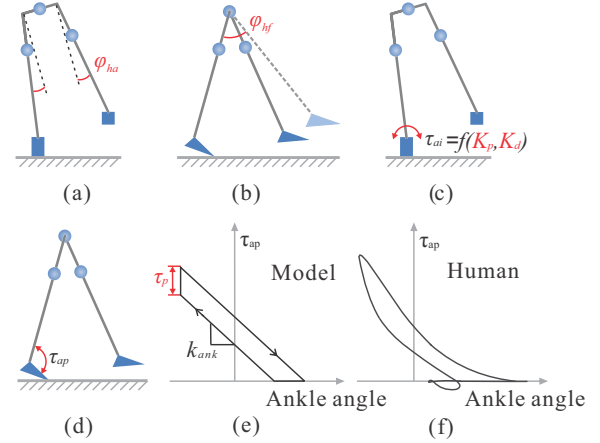 φha
(a)
φhf
(b)
τai =f(Kp,Kd)
(c)
τap
(d)
τap
Model
τp
kank
Ankle angle
(e)
τap
Human
Ankle angle
(f)